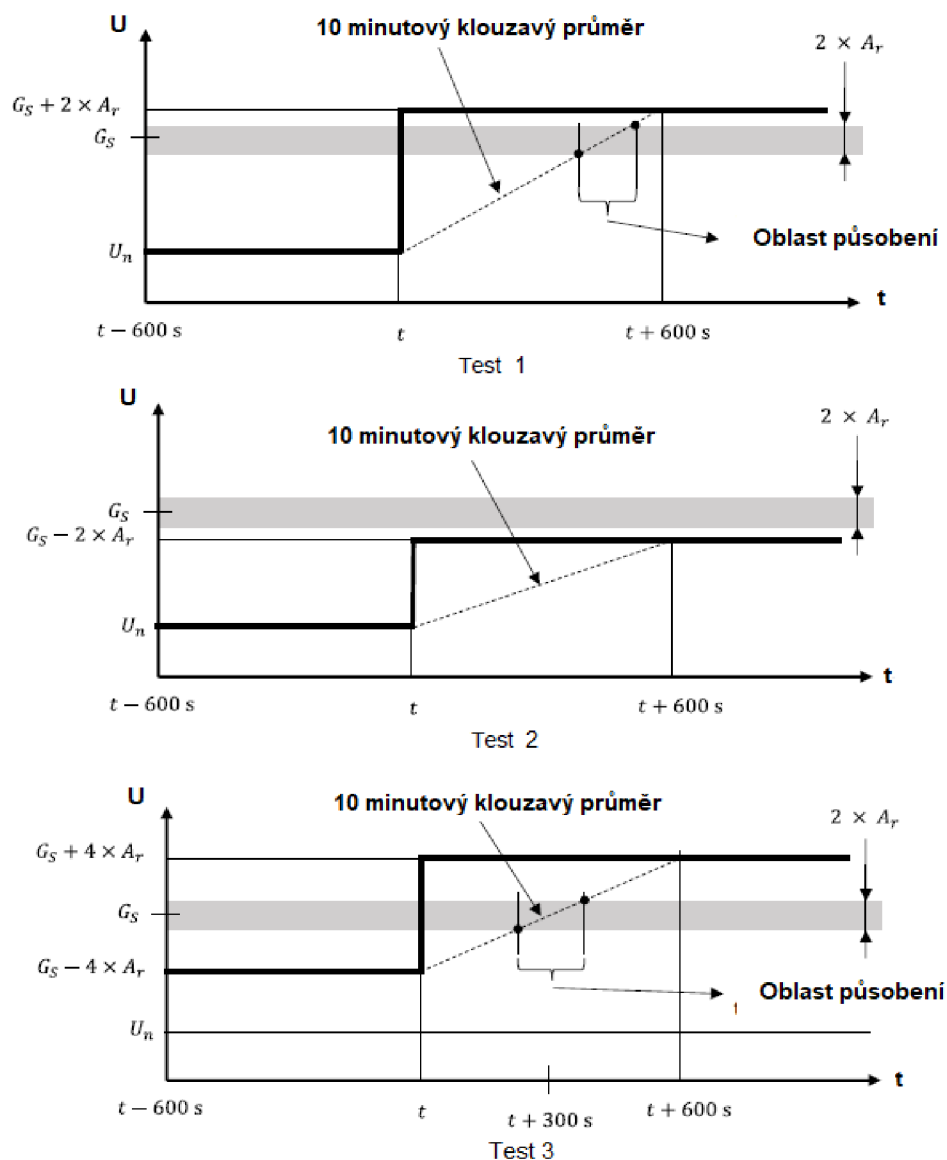 U
10 minutový klouzavý průměr
2 × A_r
G_S + 2 × A_r
G_S
Oblast působení
U_n
t
t − 600 s
t
t + 600 s
Test 1
U
10 minutový klouzavý průměr
2 × A_r
G_S
G_S − 2 × A_r
U_n
t
t − 600 s
t
t + 600 s
Test 2
U
10 minutový klouzavý průměr
2 × A_r
G_S + 4 × A_r
G_S
G_S − 4 × A_r
1
Oblast působení
U_n
t
t − 600 s
t
t + 300 s
t + 600 s
Test 3